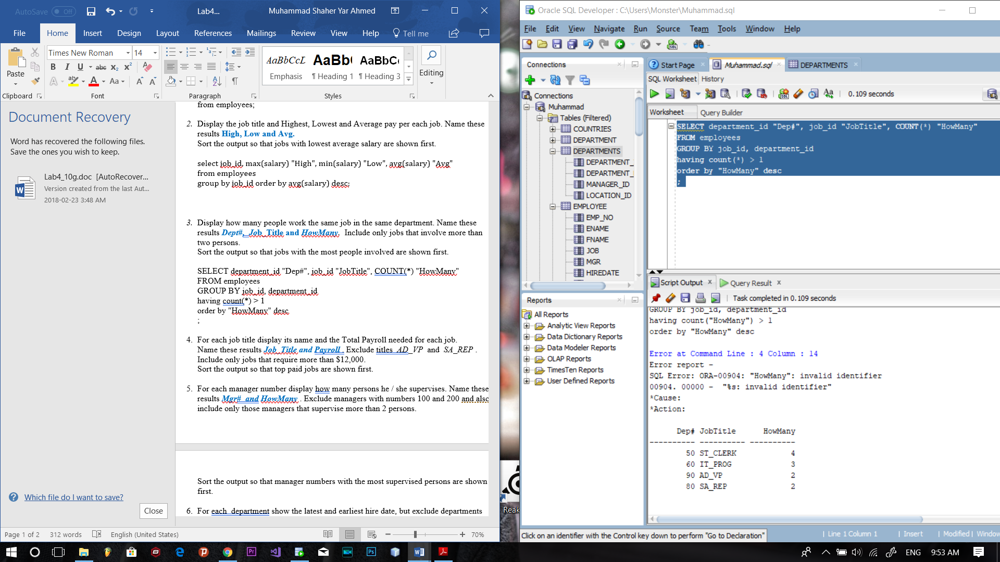 AutoSave Off Lab4... Muhammad Shaher Yar Ahmed
File Home Insert Design Layout References Mailings Review View Help Tell me
Times New Roman 14
Paste
B I U abc x₂ x²
A A Aa A A
AaBbCcL AaBb( AaBbC(
Emphasis ¶ Heading 1 ¶ Heading 3
Editing
Clipboard Font Paragraph Styles
Document Recovery
Word has recovered the following files.
Save the ones you wish to keep.
Lab4_10g.doc [AutoRecover...
Version created from the last Aut...
2018-02-23 3:48 AM
Which file do I want to save?
Close
from employees;
2. Display the job title and Highest, Lowest and Average pay per each job. Name these
results High, Low and Avg.
Sort the output so that jobs with lowest average salary are shown first.
select job_id, max(salary) "High", min(salary) "Low", avg(salary) "Avg"
from employees
group by job_id order by avg(salary) desc;
3. Display how many people work the same job in the same department. Name these
results Dept#, Job_Title and HowMany. Include only jobs that involve more than
two persons.
Sort the output so that jobs with the most people involved are shown first.
SELECT department_id "Dep#", job_id "JobTitle", COUNT(*) "HowMany"
FROM employees
GROUP BY job_id, department_id
having count(*) > 1
order by "HowMany" desc
;
4. For each job title display its name and the Total Payroll needed for each job.
Name these results Job_Title and Payroll . Exclude titles AD_VP and SA_REP .
Include only jobs that require more than $12,000.
Sort the output so that top paid jobs are shown first.
5. For each manager number display how many persons he / she supervises. Name these
results Mgr# and HowMany . Exclude managers with numbers 100 and 200 and also
include only those managers that supervise more than 2 persons.
Sort the output so that manager numbers with the most supervised persons are shown
first.
6. For each department show the latest and earliest hire date, but exclude departments
Page 1 of 2 312 words English (United States) 70%
Reak
Oracle SQL Developer : C:\Users\Monster\Muhammad.sql
File Edit View Navigate Run Source Team Tools Window Help
Connections
Connections
Muhammad
Tables (Filtered)
COUNTRIES
DEPARTMENT
DEPARTMENTS
DEPARTMENT_
DEPARTMENT_
MANAGER_ID
LOCATION_ID
EMPLOYEE
EMP_NO
ENAME
FNAME
JOB
MGR
HIREDATE
Reports
All Reports
Analytic View Reports
Data Dictionary Reports
Data Modeler Reports
OLAP Reports
TimesTen Reports
User Defined Reports
Start Page Muhammad.sql DEPARTMENTS
SQL Worksheet History
0.109 seconds
Worksheet Query Builder
SELECT department_id "Dep#", job_id "JobTitle", COUNT(*) "HowMany"
FROM employees
GROUP BY job_id, department_id
having count(*) > 1
order by "HowMany" desc
;
Script Output Query Result
Task completed in 0.109 seconds
GROUP BY job_id, department_id
having count("HowMany") > 1
order by "HowMany" desc
Error at Command Line : 4 Column : 14
Error report -
SQL Error: ORA-00904: "HowMany": invalid identifier
00904. 00000 - "%s: invalid identifier"
*Cause:
*Action:
Dep# JobTitle HowMany
---------- ---------- ----------
50 ST_CLERK 4
60 IT_PROG 3
90 AD_VP 2
80 SA_REP 2
Click on an identifier with the Control key down to perform "Go to Declaration"
Line 1 Column 1 Insert Modified Window
ENG 9:53 AM